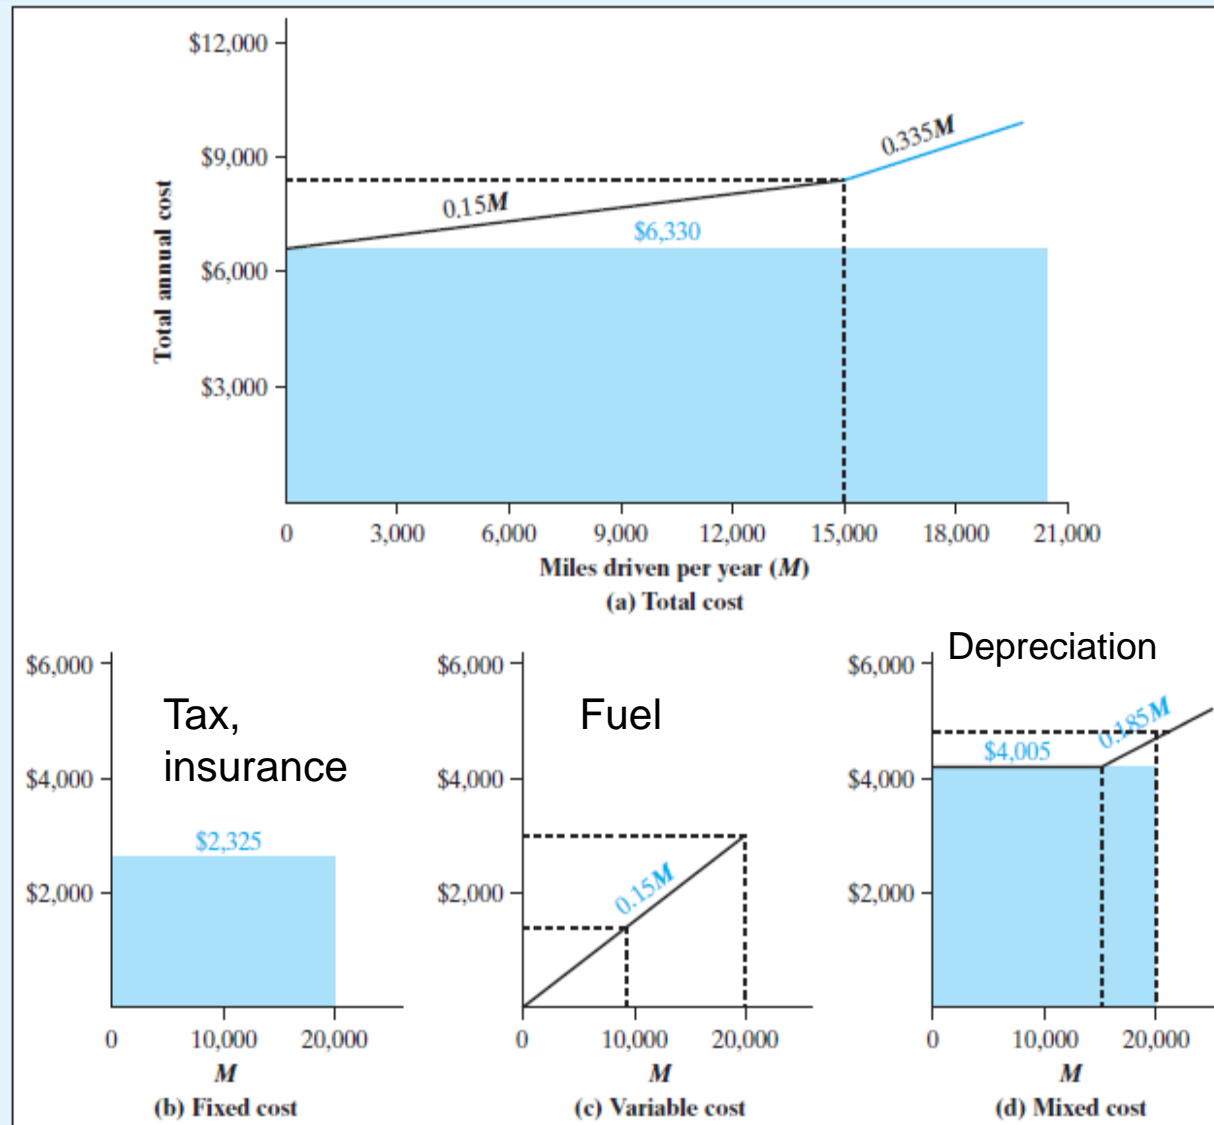 $12,000
$9,000
$6,000
$3,000
Total annual cost
0.15M
$6,330
0.335M
0 3,000 6,000 9,000 12,000 15,000 18,000 21,000
Miles driven per year (M)
(a) Total cost
$6,000
$4,000
$2,000
Tax,
insurance
$2,325
0 10,000 20,000
M
(b) Fixed cost
$6,000
$4,000
$2,000
Fuel
0.15M
0 10,000 20,000
M
(c) Variable cost
Depreciation
$6,000
$4,000
$2,000
$4,005
0.185M
0 10,000 20,000
M
(d) Mixed cost